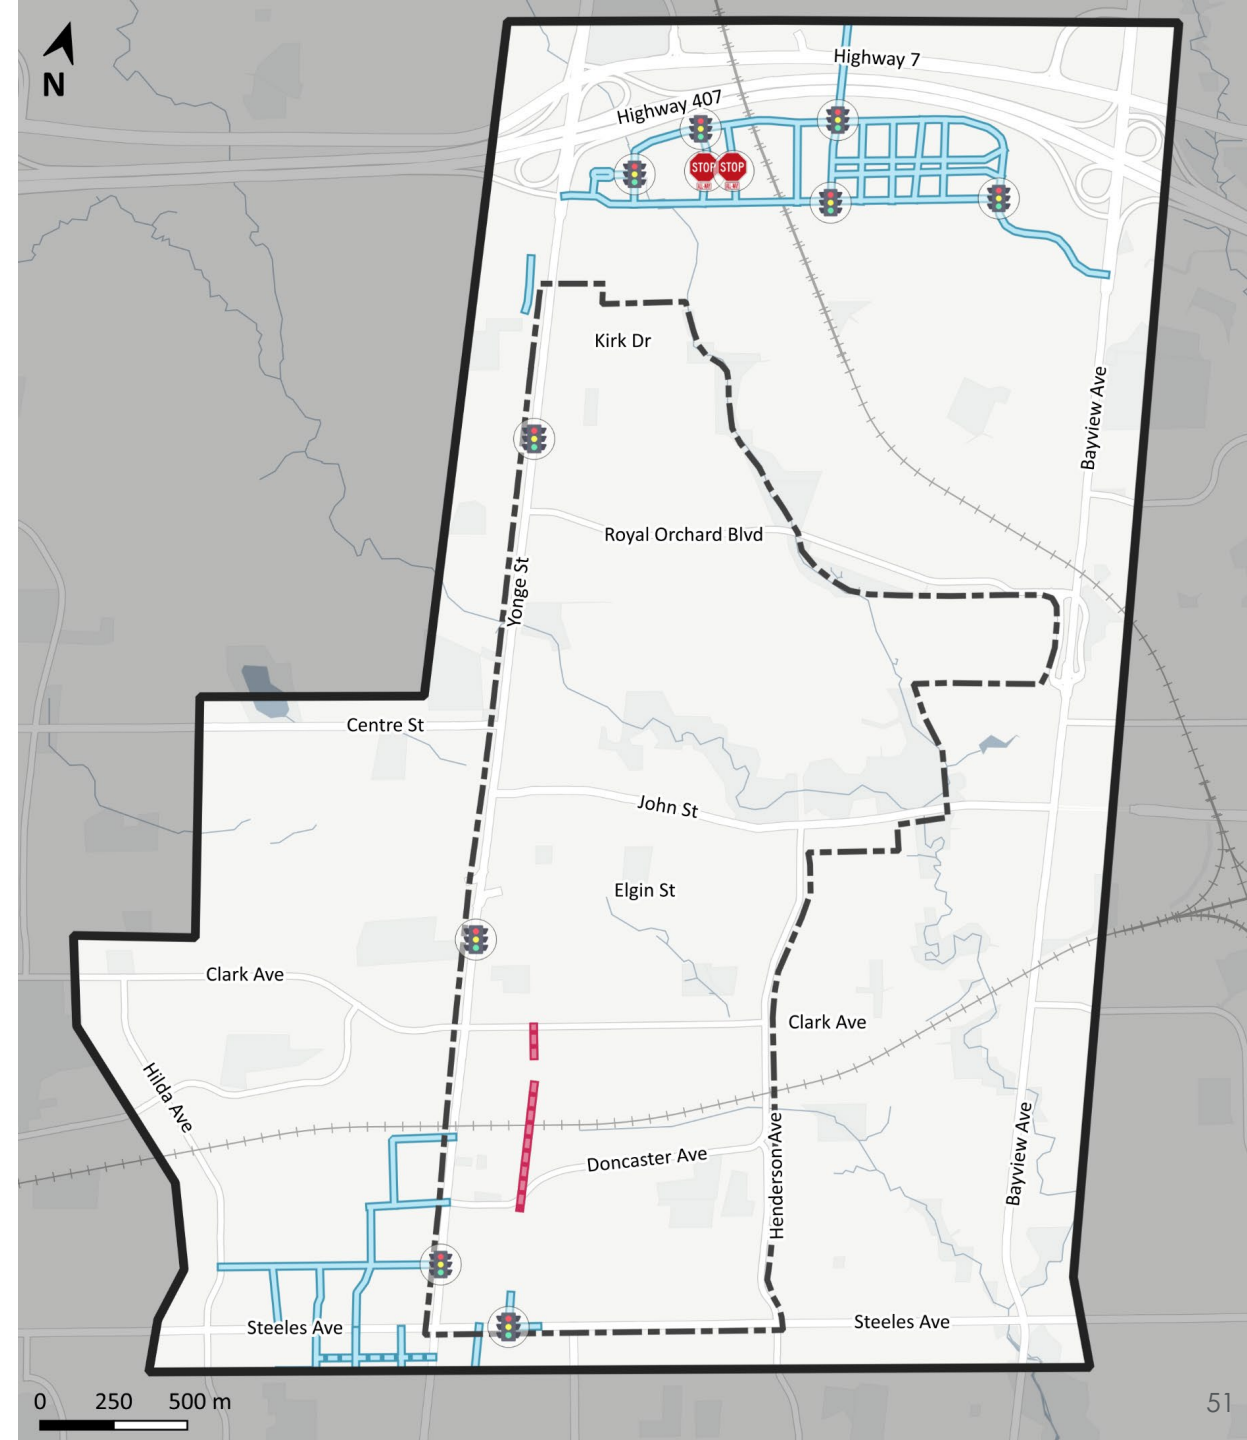 N
Highway 7
Highway 407
STOP
STOP
Kirk Dr
Bayview Ave
Royal Orchard Blvd
Yonge St
Centre St
John St
Elgin St
Clark Ave
Clark Ave
Hilda Ave
Doncaster Ave
Henderson Ave
Bayview Ave
Steeles Ave
Steeles Ave
0 250 500 m
51